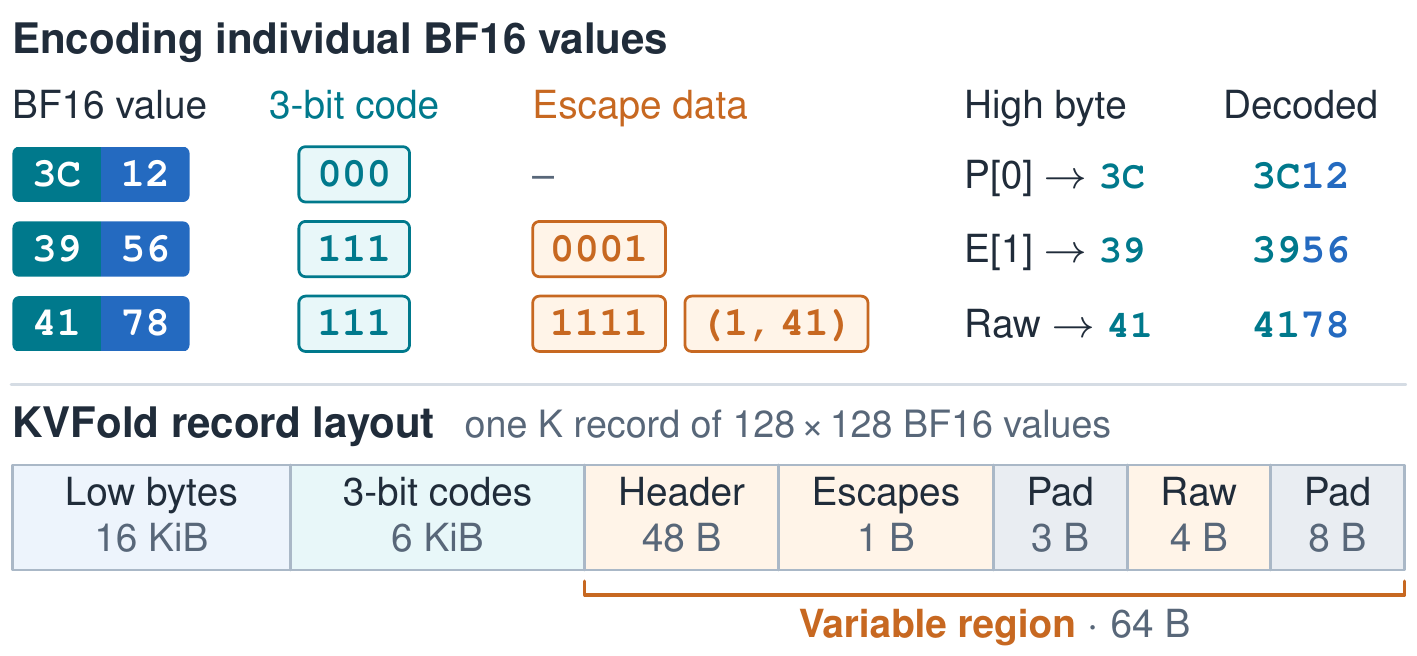 Encoding individual BF16 values
BF16 value 3-bit code Escape data High byte Decoded
3C 12 000 – P[0] → 3C 3C12
39 56 111 0001 E[1] → 39 3956
41 78 111 1111 (1, 41) Raw → 41 4178
KVFold record layout one K record of 128 × 128 BF16 values
Low bytes 3-bit codes Header Escapes Pad Raw Pad
16 KiB 6 KiB 48 B 1 B 3 B 4 B 8 B
Variable region · 64 B